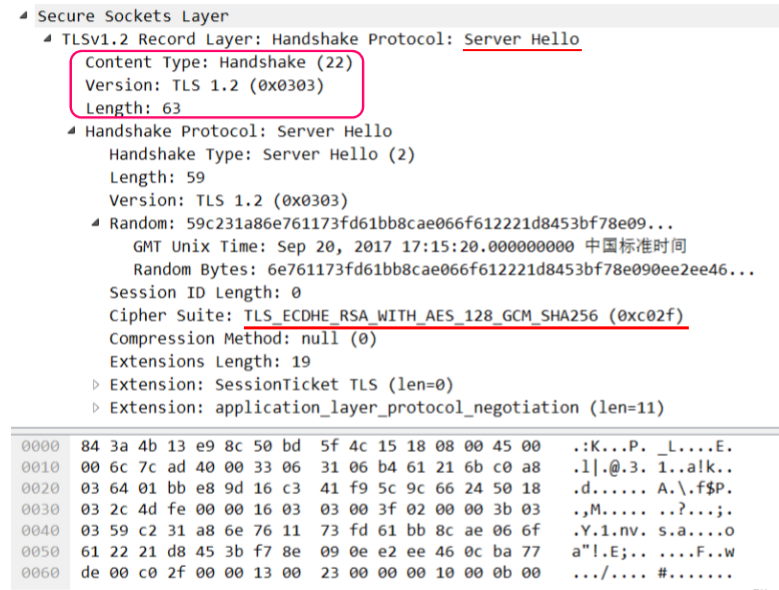 Secure Sockets Layer
TLSv1.2 Record Layer: Handshake Protocol: Server Hello
Content Type: Handshake (22)
Version: TLS 1.2 (0x0303)
Length: 63
Handshake Protocol: Server Hello
Handshake Type: Server Hello (2)
Length: 59
Version: TLS 1.2 (0x0303)
Random: 59c231a86e761173fd61bb8cae066f612221d8453bf78e09...
GMT Unix Time: Sep 20, 2017 17:15:20.000000000 中国标准时间
Random Bytes: 6e761173fd61bb8cae066f612221d8453bf78e090ee2ee46...
Session ID Length: 0
Cipher Suite: TLS_ECDHE_RSA_WITH_AES_128_GCM_SHA256 (0xc02f)
Compression Method: null (0)
Extensions Length: 19
Extension: SessionTicket TLS (len=0)
Extension: application_layer_protocol_negotiation (len=11)
0000 84 3a 4b 13 e9 8c 50 bd 5f 4c 15 18 08 00 45 00 .:K...P. _L....E.
0010 00 6c 7c ad 40 00 33 06 31 06 b4 61 21 6b c0 a8 .l|.@.3. 1..a!k..
0020 03 64 01 bb e8 9d 16 c3 41 f9 5c 9c 66 24 50 18 .d...... A.\.f$P.
0030 03 2c 4d fe 00 00 16 03 03 00 3f 02 00 00 3b 03 .,M..... ..?...;.
0040 03 59 c2 31 a8 6e 76 11 73 fd 61 bb 8c ae 06 6f .Y.1.nv. s.a....o
0050 61 22 21 d8 45 3b f7 8e 09 0e e2 ee 46 0c ba 77 a"!.E;.. ....F..w
0060 de 00 c0 2f 00 00 13 00 23 00 00 00 10 00 0b 00 .../.... #.......